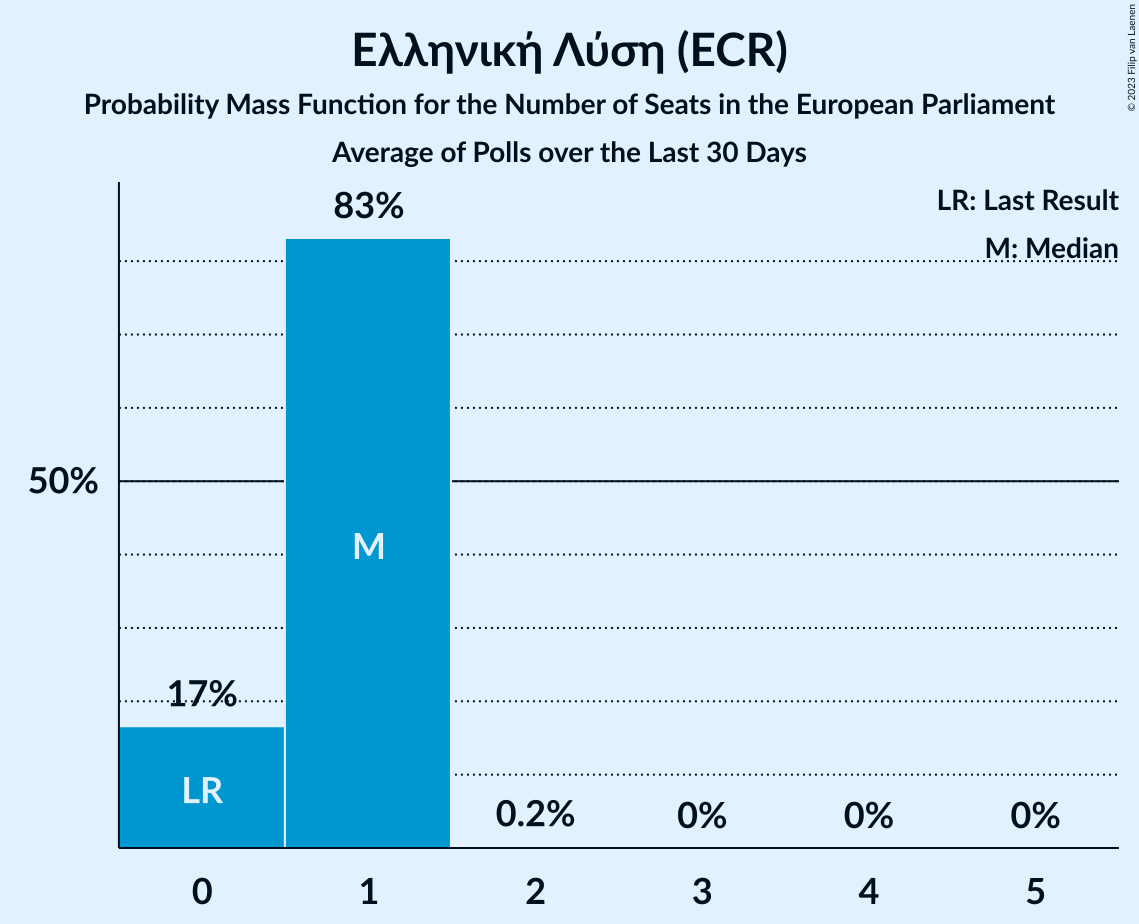 Ελληνική Λύση (ECR)
Probability Mass Function for the Number of Seats in the European Parliament
Average of Polls over the Last 30 Days
© 2023 Filip van Laenen
LR: Last Result
M: Median
83%
50%
M
17%
LR
0.2%
0%
0%
0%
0
1
2
3
4
5